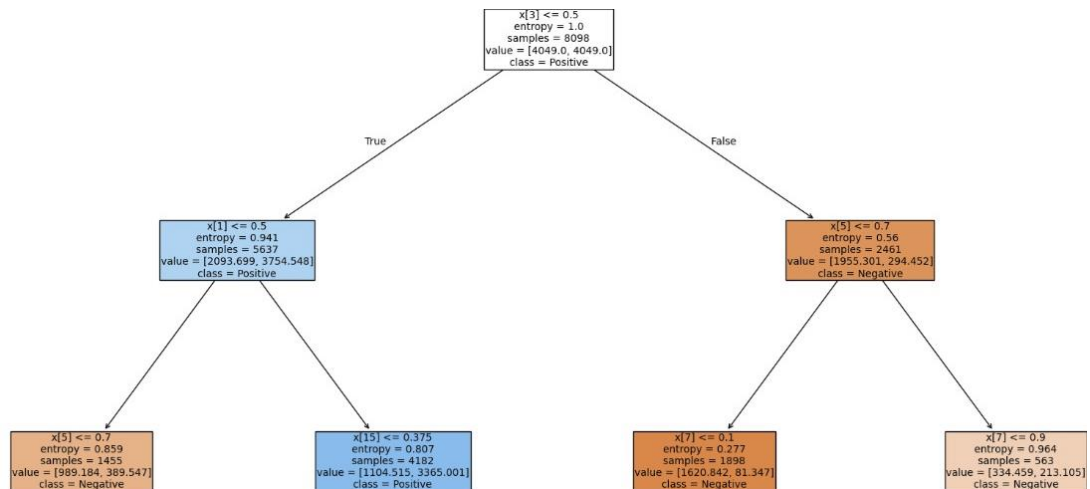 x[3] <= 0.5
entropy = 1.0
samples = 8098
value = [4049.0, 4049.0]
class = Positive
True
False
x[1] <= 0.5
entropy = 0.941
samples = 5637
value = [2093.699, 3754.548]
class = Positive
x[5] <= 0.7
entropy = 0.56
samples = 2461
value = [1955.301, 294.452]
class = Negative
x[5] <= 0.7
entropy = 0.859
samples = 1455
value = [989.184, 389.547]
class = Negative
x[15] <= 0.375
entropy = 0.807
samples = 4182
value = [1104.515, 3365.001]
class = Positive
x[7] <= 0.1
entropy = 0.277
samples = 1898
value = [1620.842, 81.347]
class = Negative
x[7] <= 0.9
entropy = 0.964
samples = 563
value = [334.459, 213.105]
class = Negative